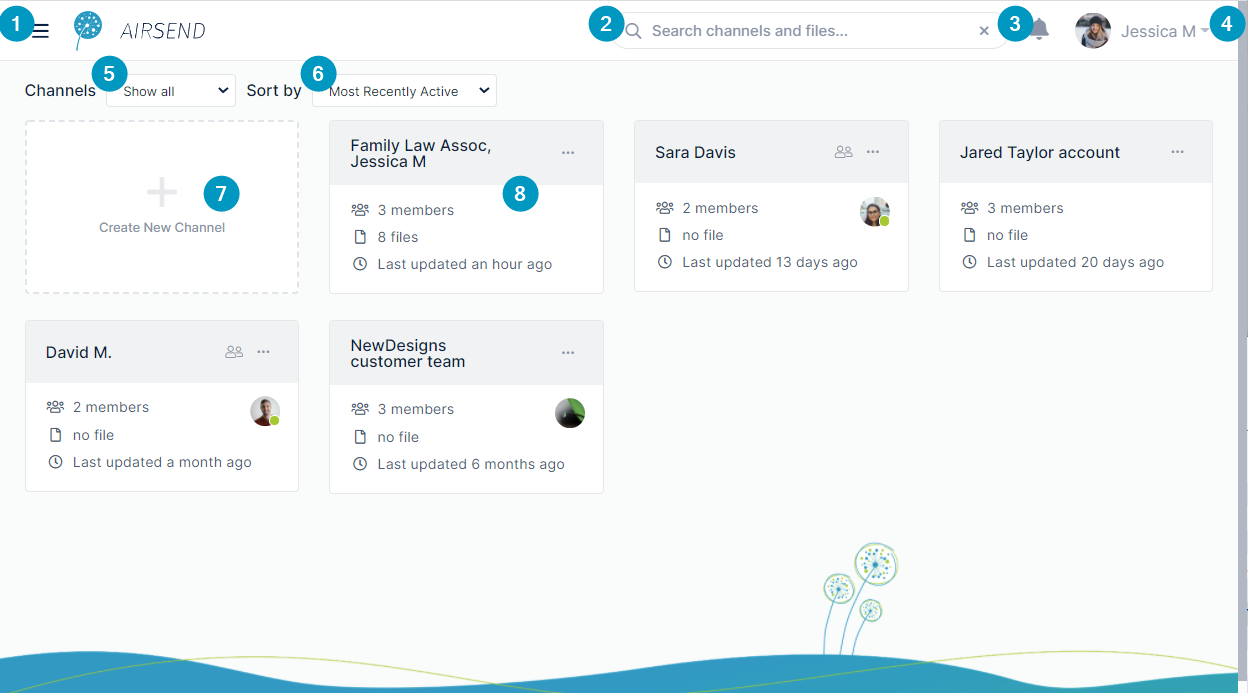 1
AIRSEND
2
Search channels and files...
3
Jessica M
4
5
6
Channels
Show all
Sort by
Most Recently Active
Create New Channel
7
Family Law Assoc,
Jessica M
8
3 members
8 files
Last updated an hour ago
Sara Davis
2 members
no file
Last updated 13 days ago
Jared Taylor account
3 members
no file
Last updated 20 days ago
David M.
2 members
no file
Last updated a month ago
NewDesigns
customer team
3 members
no file
Last updated 6 months ago